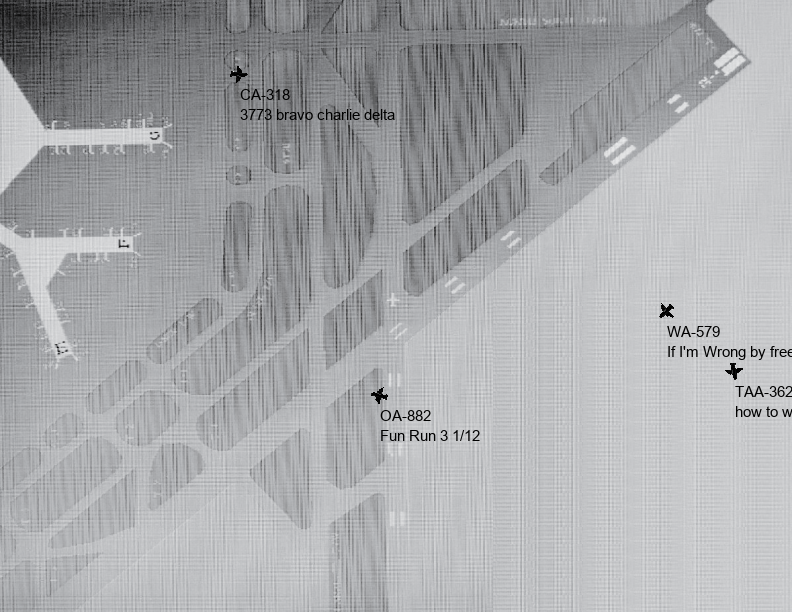 G
F
E
CA-318
3773 bravo charlie delta
WA-579
If I'm Wrong by free
TAA-362
how to w
OA-882
Fun Run 3 1/12